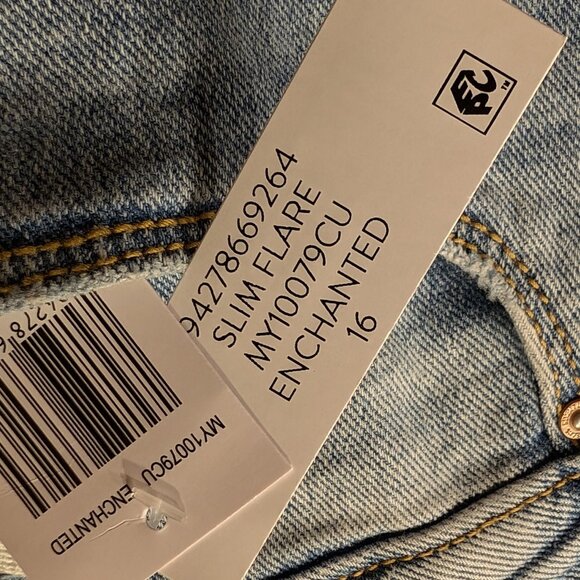 94278669264
SLIM FLARE
MY10079CU
ENCHANTED
16
MY10079CU
ENCHANTED